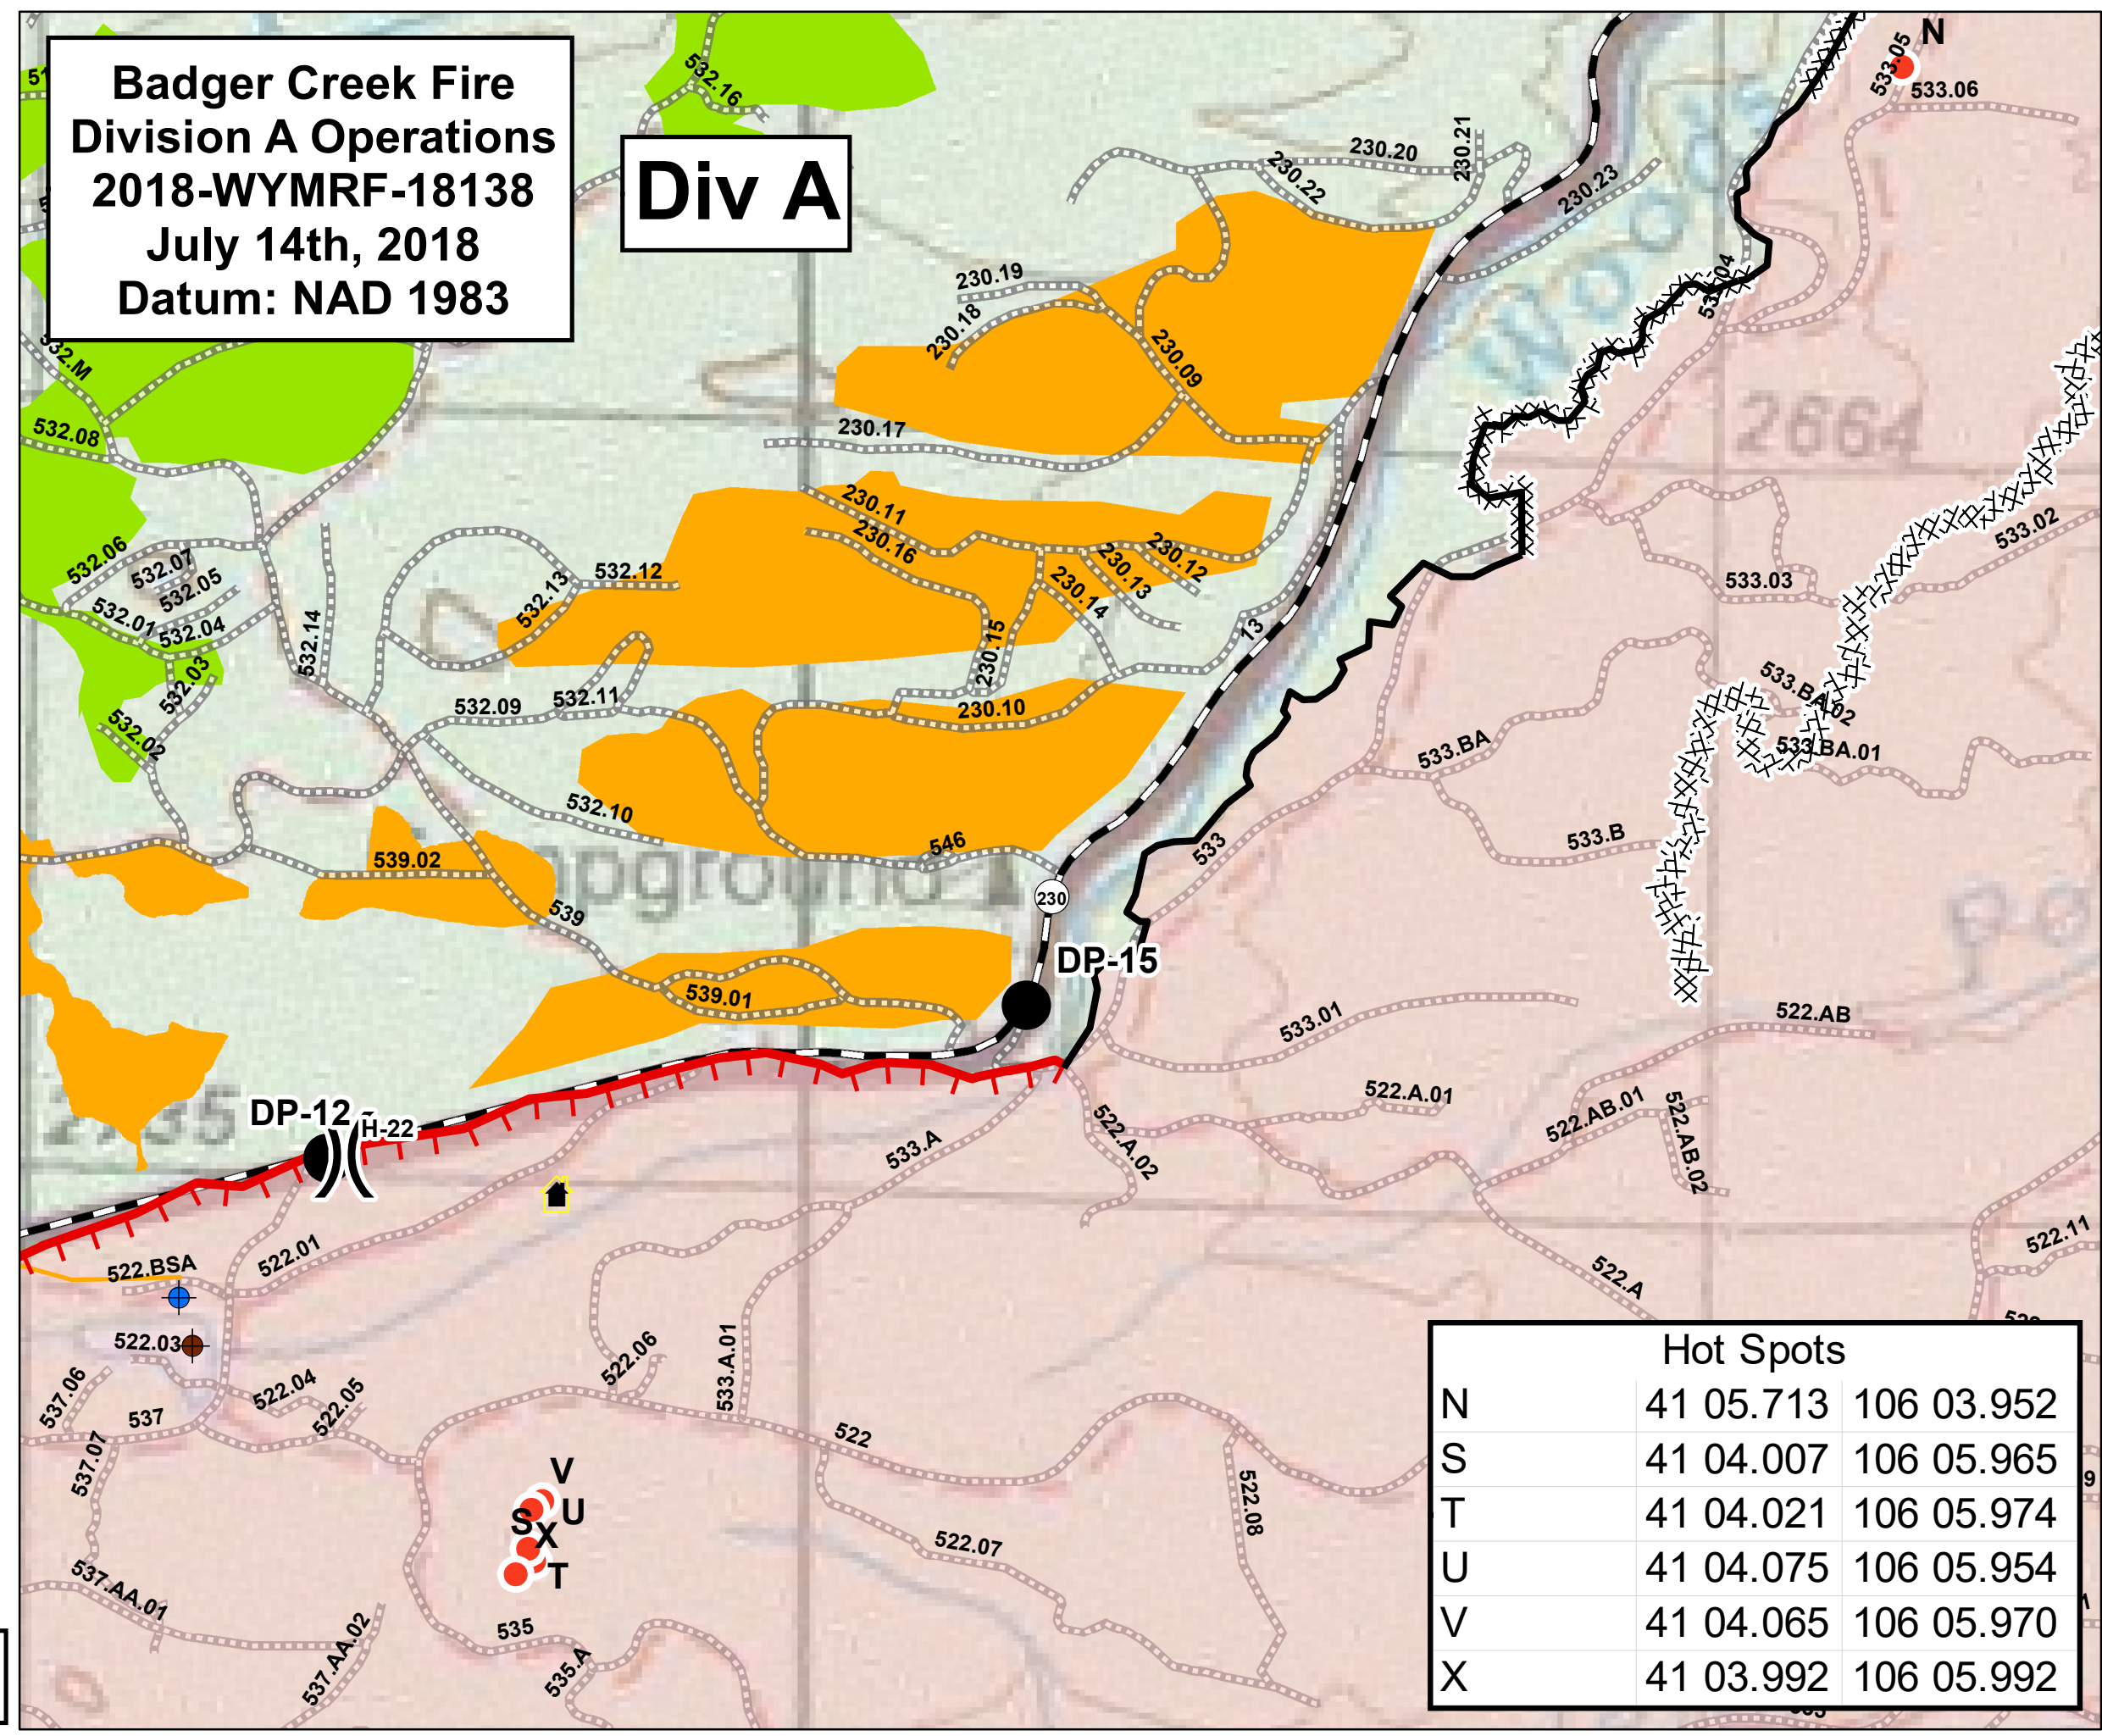 Badger Creek Fire
Division A Operations
2018-WYMRF-18138
July 14th, 2018
Datum: NAD 1983
Div A
N
533.05
533.06
532.16
230.20
230.21
230.22
230.23
230.19
230.18
230.09
230.17
Woods
2664
532.M
532.08
532.06
532.07
532.05
532.01
532.04
532.03
532.02
532.14
532.13
532.12
532.09
532.11
532.10
230.11
230.16
230.12
230.13
230.14
230.15
230.10
13
533.02
533.03
533.BA.02
533.BA.01
533.BA
533.B
533
546
230
539.02
539
539.01
DP-15
533.01
522.AB
522.A.01
522.AB.01
522.AB.02
522.A.02
533.A
DP-12
H-22
522.01
522.BSA
522.03
522.11
522.A
537.06
537
522.04
522.05
522.06
533.A.01
522
537.07
522.08
522.07
V
U
S
X
T
537.AA.01
537.AA.02
535
535.A
Hot Spots
N 41 05.713 106 03.952
S 41 04.007 106 05.965
T 41 04.021 106 05.974
U 41 04.075 106 05.954
V 41 04.065 106 05.970
X 41 03.992 106 05.992